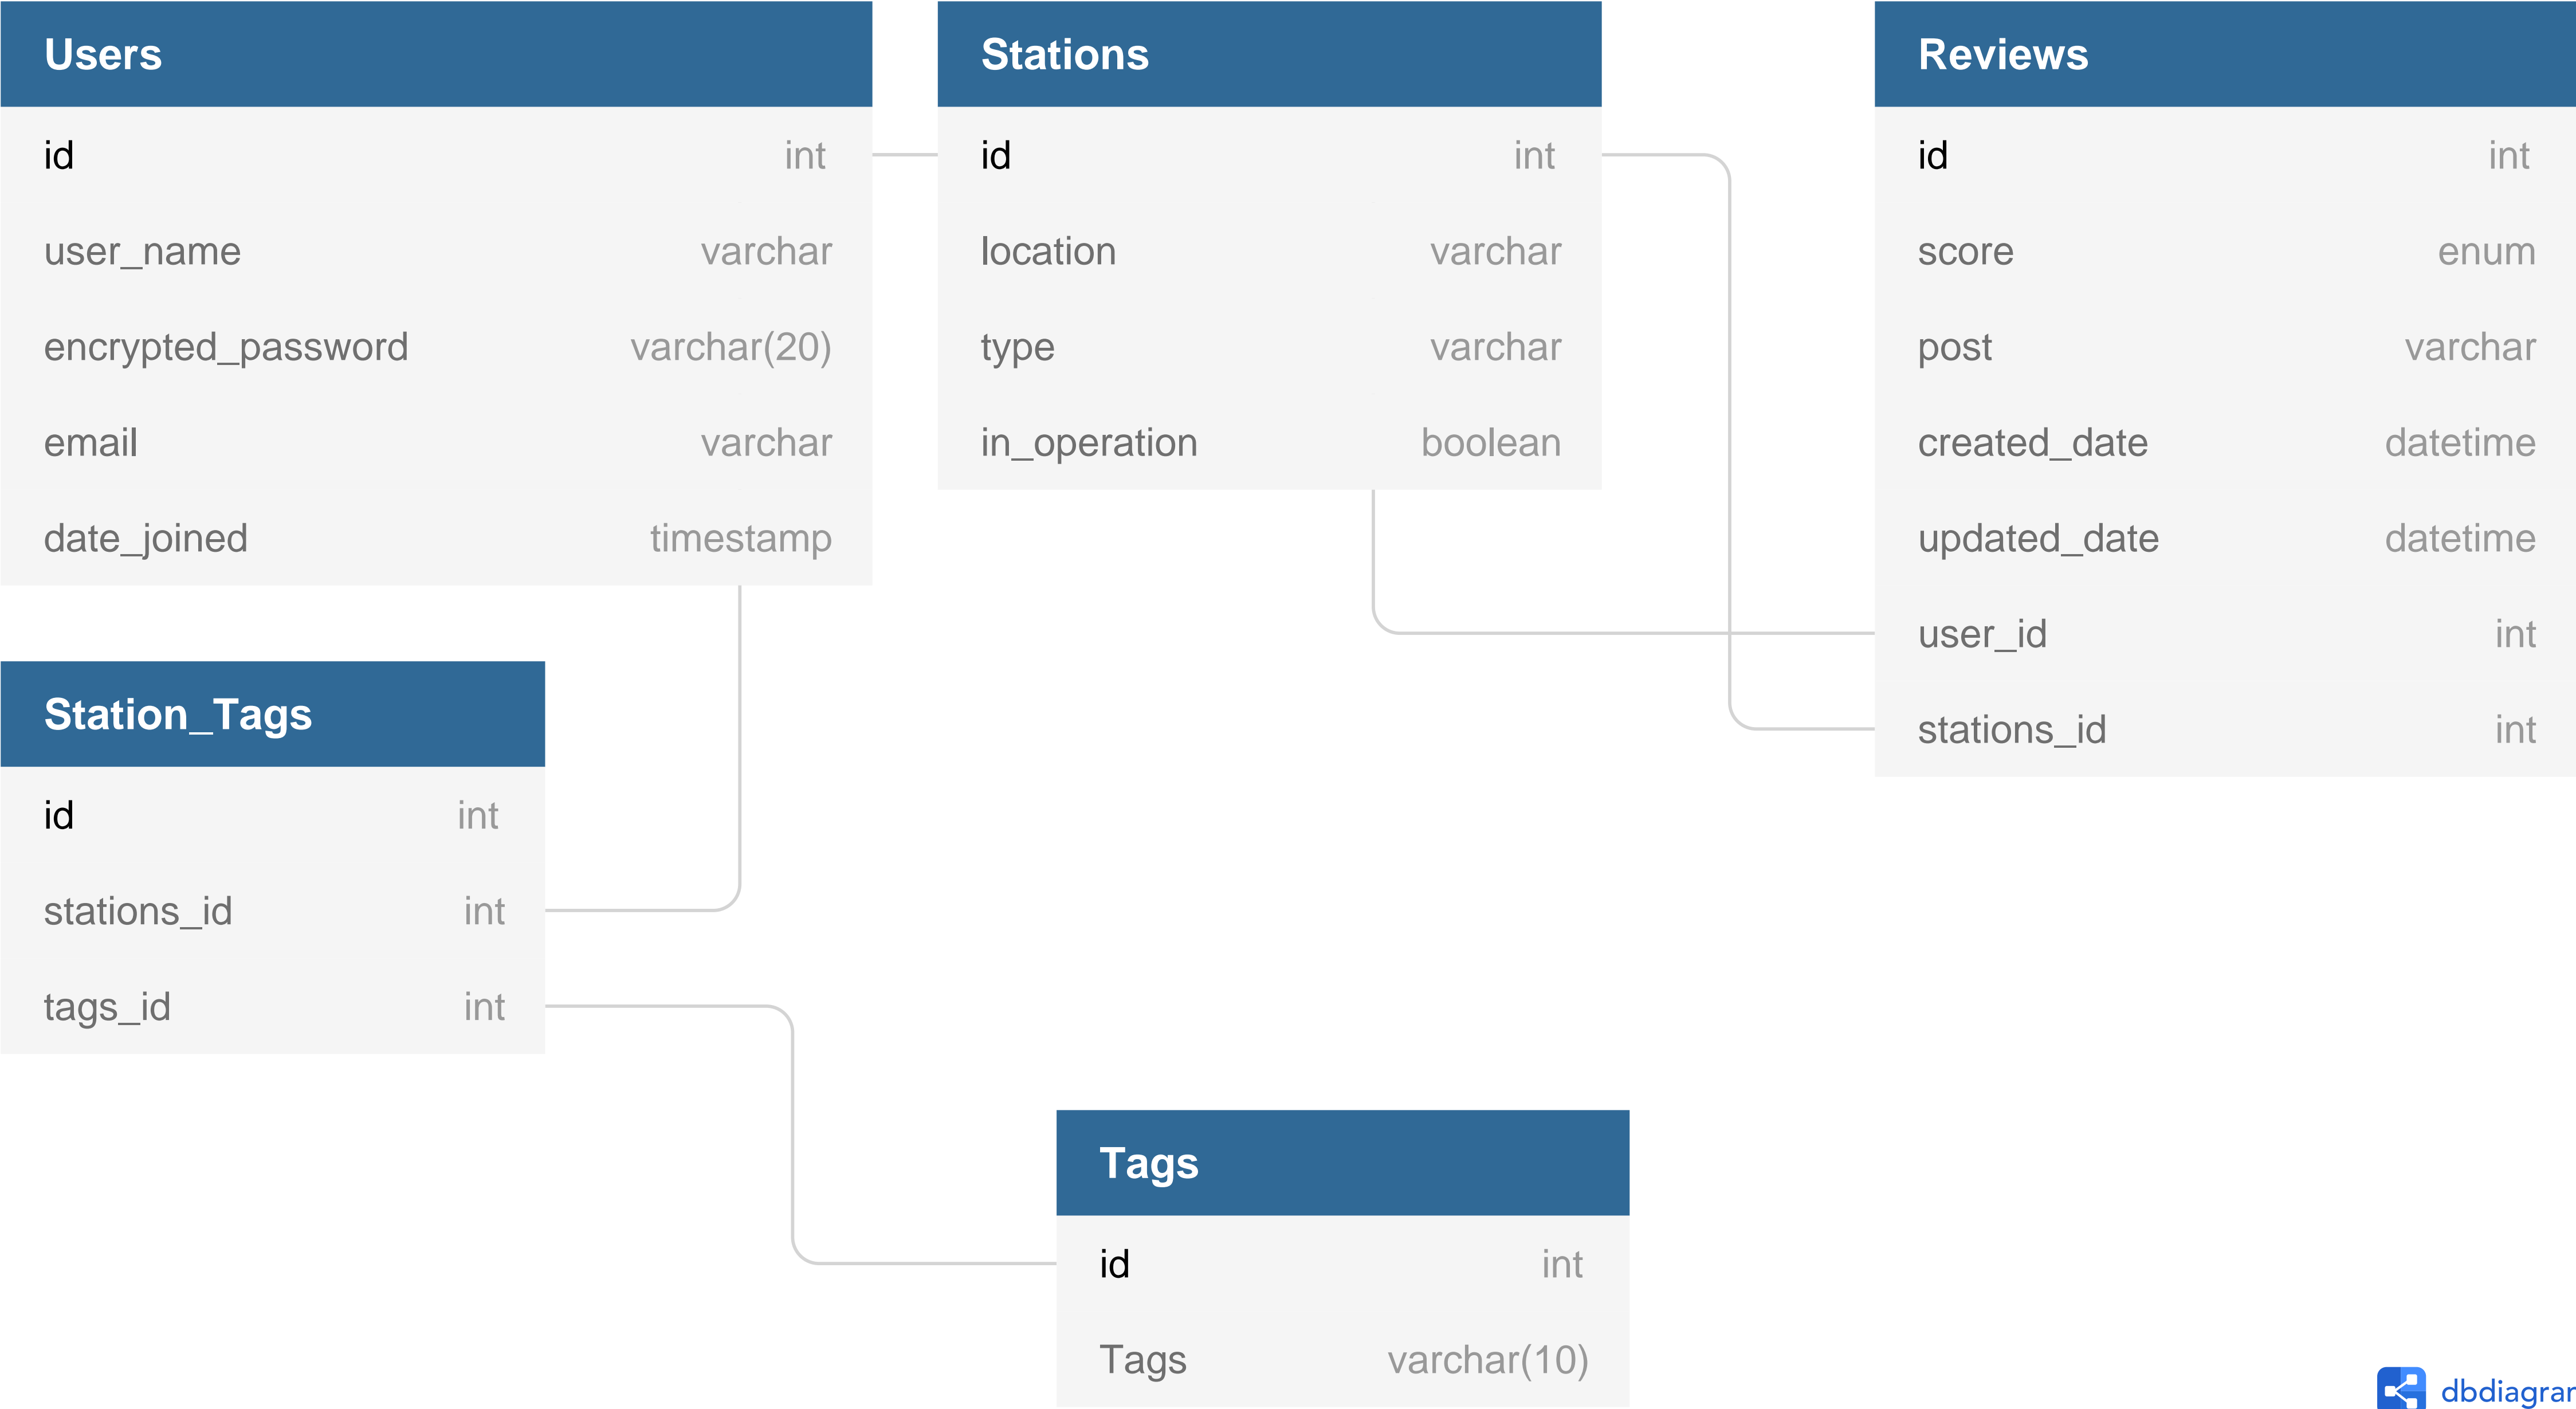 Users
id int
user_name varchar
encrypted_password varchar(20)
email varchar
date_joined timestamp
Stations
id int
location varchar
type varchar
in_operation boolean
Reviews
id int
score enum
post varchar
created_date datetime
updated_date datetime
user_id int
stations_id int
Station_Tags
id int
stations_id int
tags_id int
Tags
id int
Tags varchar(10)